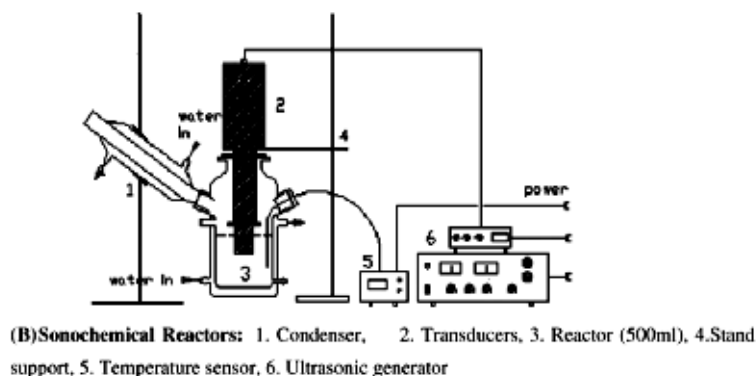 2
water
in
4
1
power
6
5
water in
3
(B)Sonochemical Reactors: 1. Condenser, 2. Transducers, 3. Reactor (500ml), 4.Stand
support, 5. Temperature sensor, 6. Ultrasonic generator